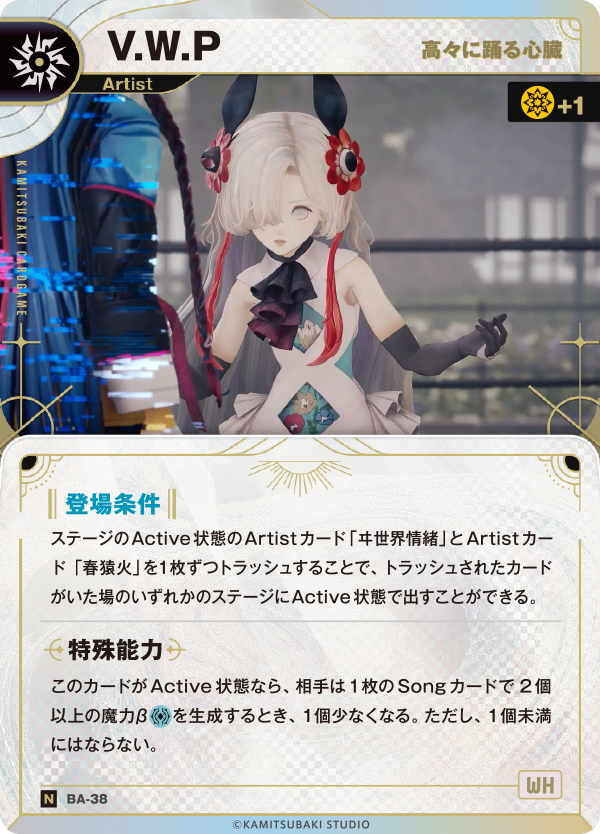 V.W.P
高々に踊る心臓
Artist
+1
KAMITSUBAKI CARDGAME
登場条件
ステージのActive状態のArtistカード「ヰ世界情緒」とArtistカー
ド「春猿火」を1枚ずつトラッシュすることで、トラッシュされたカード
がいた場のいずれかのステージにActive状態で出すことができる。
特殊能力
このカードがActive状態なら、相手は1枚のSongカードで2個
以上の魔力βを生成するとき、1個少なくなる。ただし、1個未満
にはならない。
WH
N BA-38
©KAMITSUBAKI STUDIO